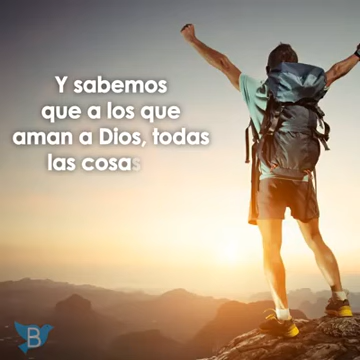 Y sabemos
que a los que
aman a Dios, todas
las cosas
B